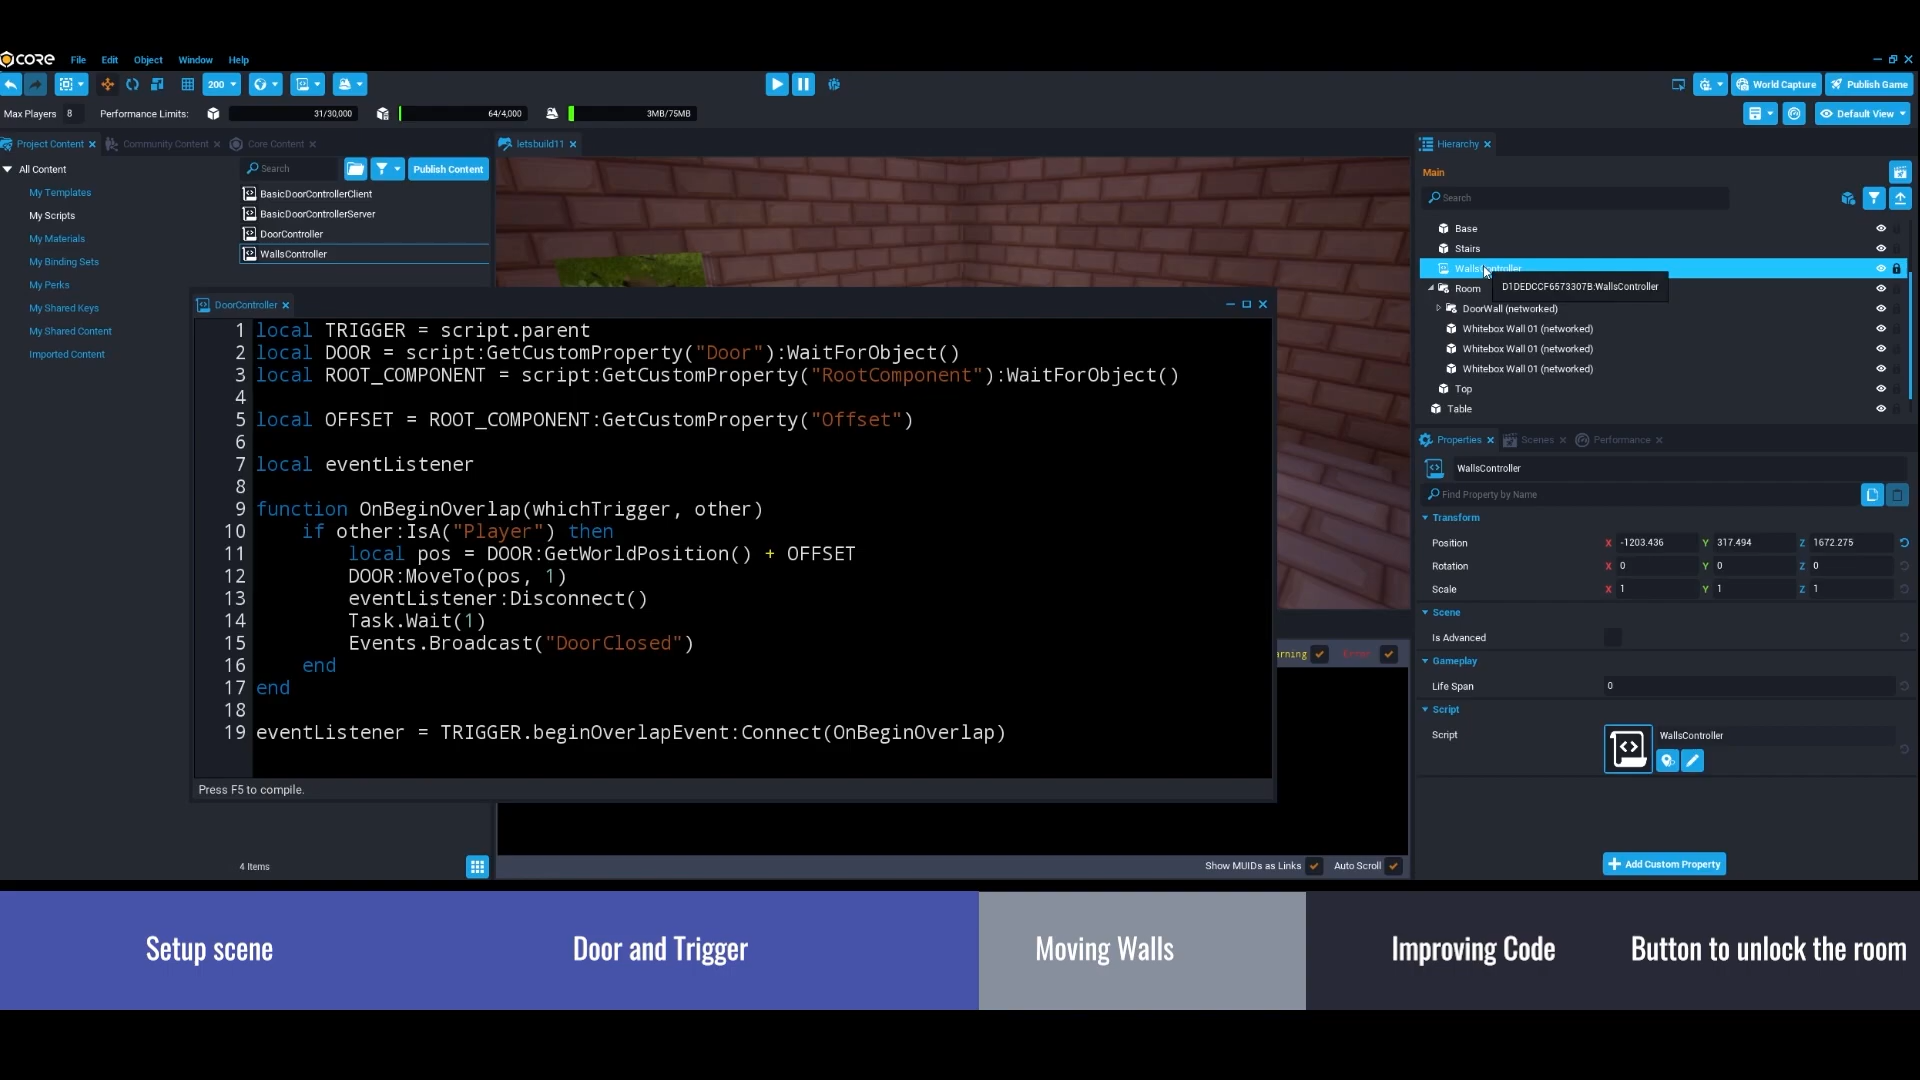 CORE File Edit Object Window Help
200
World Capture Publish Game
Max Players 8 Performance Limits: 31/30,000 64/4,000 3MB/75MB
Default View
Project Content Community Content Core Content
All Content
My Templates
My Scripts
My Materials
My Binding Sets
My Perks
My Shared Keys
My Shared Content
Imported Content
Search Publish Content
BasicDoorControllerClient
BasicDoorControllerServer
DoorController
WallsController
4 Items
letsbuild11
DoorController
1 local TRIGGER = script.parent
2 local DOOR = script:GetCustomProperty("Door"):WaitForObject()
3 local ROOT_COMPONENT = script:GetCustomProperty("RootComponent"):WaitForObject()
4
5 local OFFSET = ROOT_COMPONENT:GetCustomProperty("Offset")
6
7 local eventListener
8
9 function OnBeginOverlap(whichTrigger, other)
10 if other:IsA("Player") then
11 local pos = DOOR:GetWorldPosition() + OFFSET
12 DOOR:MoveTo(pos, 1)
13 eventListener:Disconnect()
14 Task.Wait(1)
15 Events.Broadcast("DoorClosed")
16 end
17 end
18
19 eventListener = TRIGGER.beginOverlapEvent:Connect(OnBeginOverlap)
Press F5 to compile.
arning Error
Show MUIDs as Links Auto Scroll
Hierarchy
Main
Search
Base
Stairs
WallsController
D1DEDCCF6573307B:WallsController
Room
DoorWall (networked)
Whitebox Wall 01 (networked)
Whitebox Wall 01 (networked)
Whitebox Wall 01 (networked)
Top
Table
Properties Scenes Performance
WallsController
Find Property by Name
Transform
Position X -1203.436 Y 317.494 Z 1672.275
Rotation X 0 Y 0 Z 0
Scale X 1 Y 1 Z 1
Scene
Is Advanced
Gameplay
Life Span 0
Script
Script WallsController
Add Custom Property
Setup scene Door and Trigger Moving Walls Improving Code Button to unlock the room